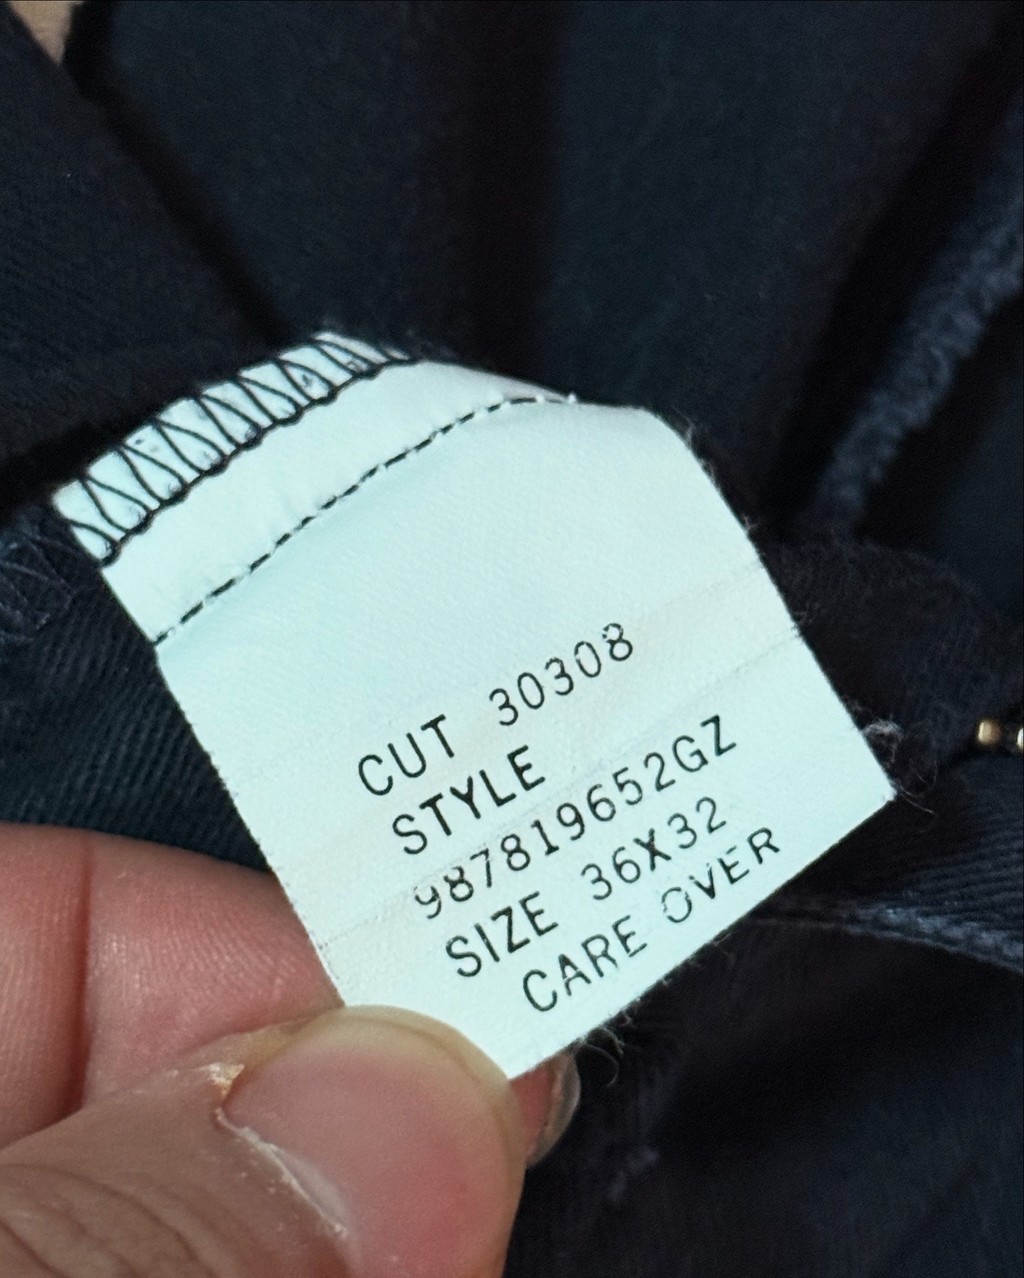 CUT 30308
STYLE
987819652GZ
SIZE 36X32
CARE OVER